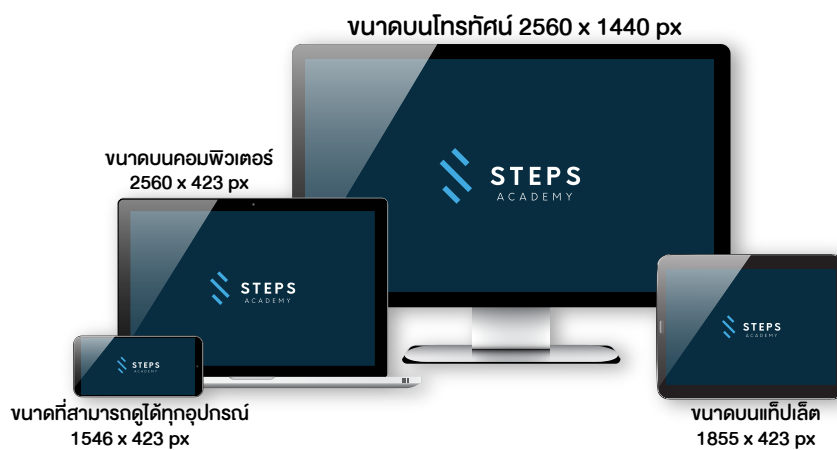 ขนาดบนโทรทัศน์ 2560 x 1440 px
STEPS
ACADEMY
ขนาดบนคอมพิวเตอร์
2560 x 423 px
STEPS
ACADEMY
STEPS
ACADEMY
STEPS
ACADEMY
ขนาดที่สามารถดูได้ทุกอุปกรณ์
1546 x 423 px
ขนาดบนแท็ปเล็ต
1855 x 423 px